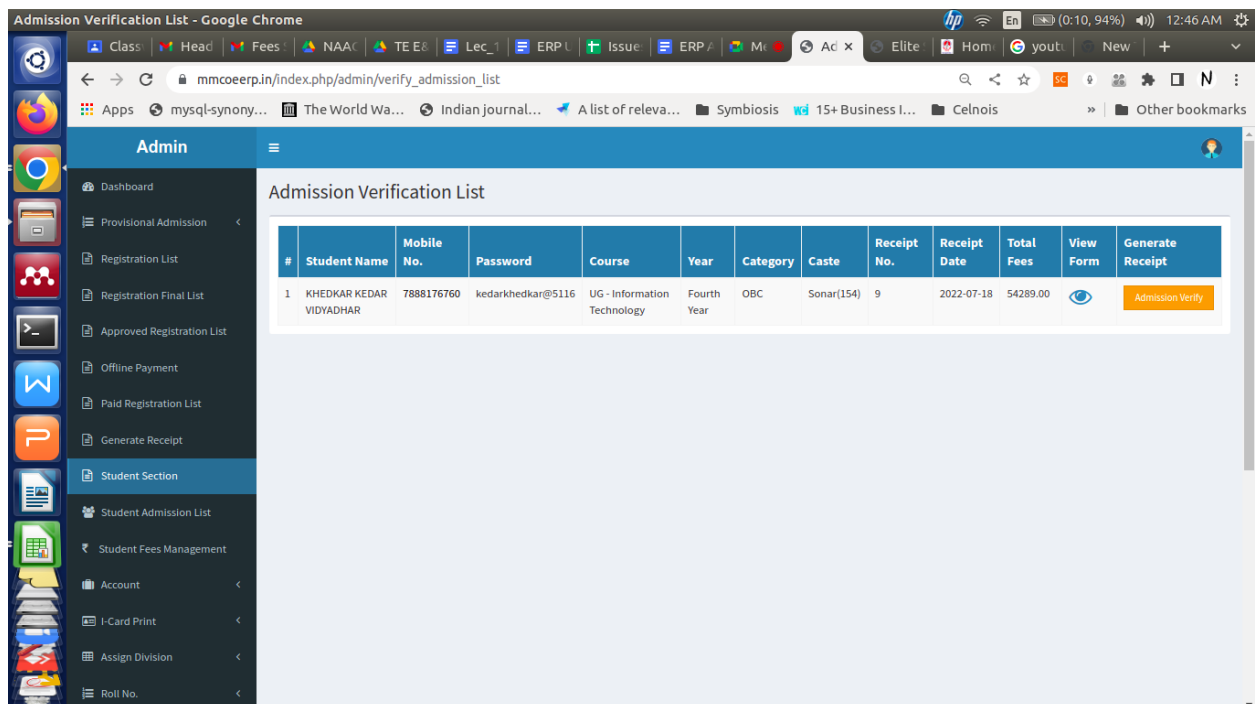 Admission Verification List - Google Chrome
hp En (0:10, 94%) 12:46 AM
Class Head Fees NAAC TE E& Lec_1 ERP U Issue ERP A Me Ad × Elite Home youtu New +
mmcoeerp.in/index.php/admin/verify_admission_list SC N
Apps mysql-synony... The World Wa... Indian journal... A list of releva... Symbiosis 15+ Business I... Celnois » Other bookmarks
Admin
Dashboard
Admission Verification List
Provisional Admission
Registration List
Registration Final List
Approved Registration List
Offline Payment
Paid Registration List
Generate Receipt
Student Section
Student Admission List
₹ Student Fees Management
Account
I-Card Print
Assign Division
Roll No.
# Student Name Mobile No. Password Course Year Category Caste Receipt No. Receipt Date Total Fees View Form Generate Receipt
1 KHEDKAR KEDAR VIDYADHAR 7888176760 kedarkhedkar@5116 UG - Information Technology Fourth Year OBC Sonar(154) 9 2022-07-18 54289.00 Admission Verify